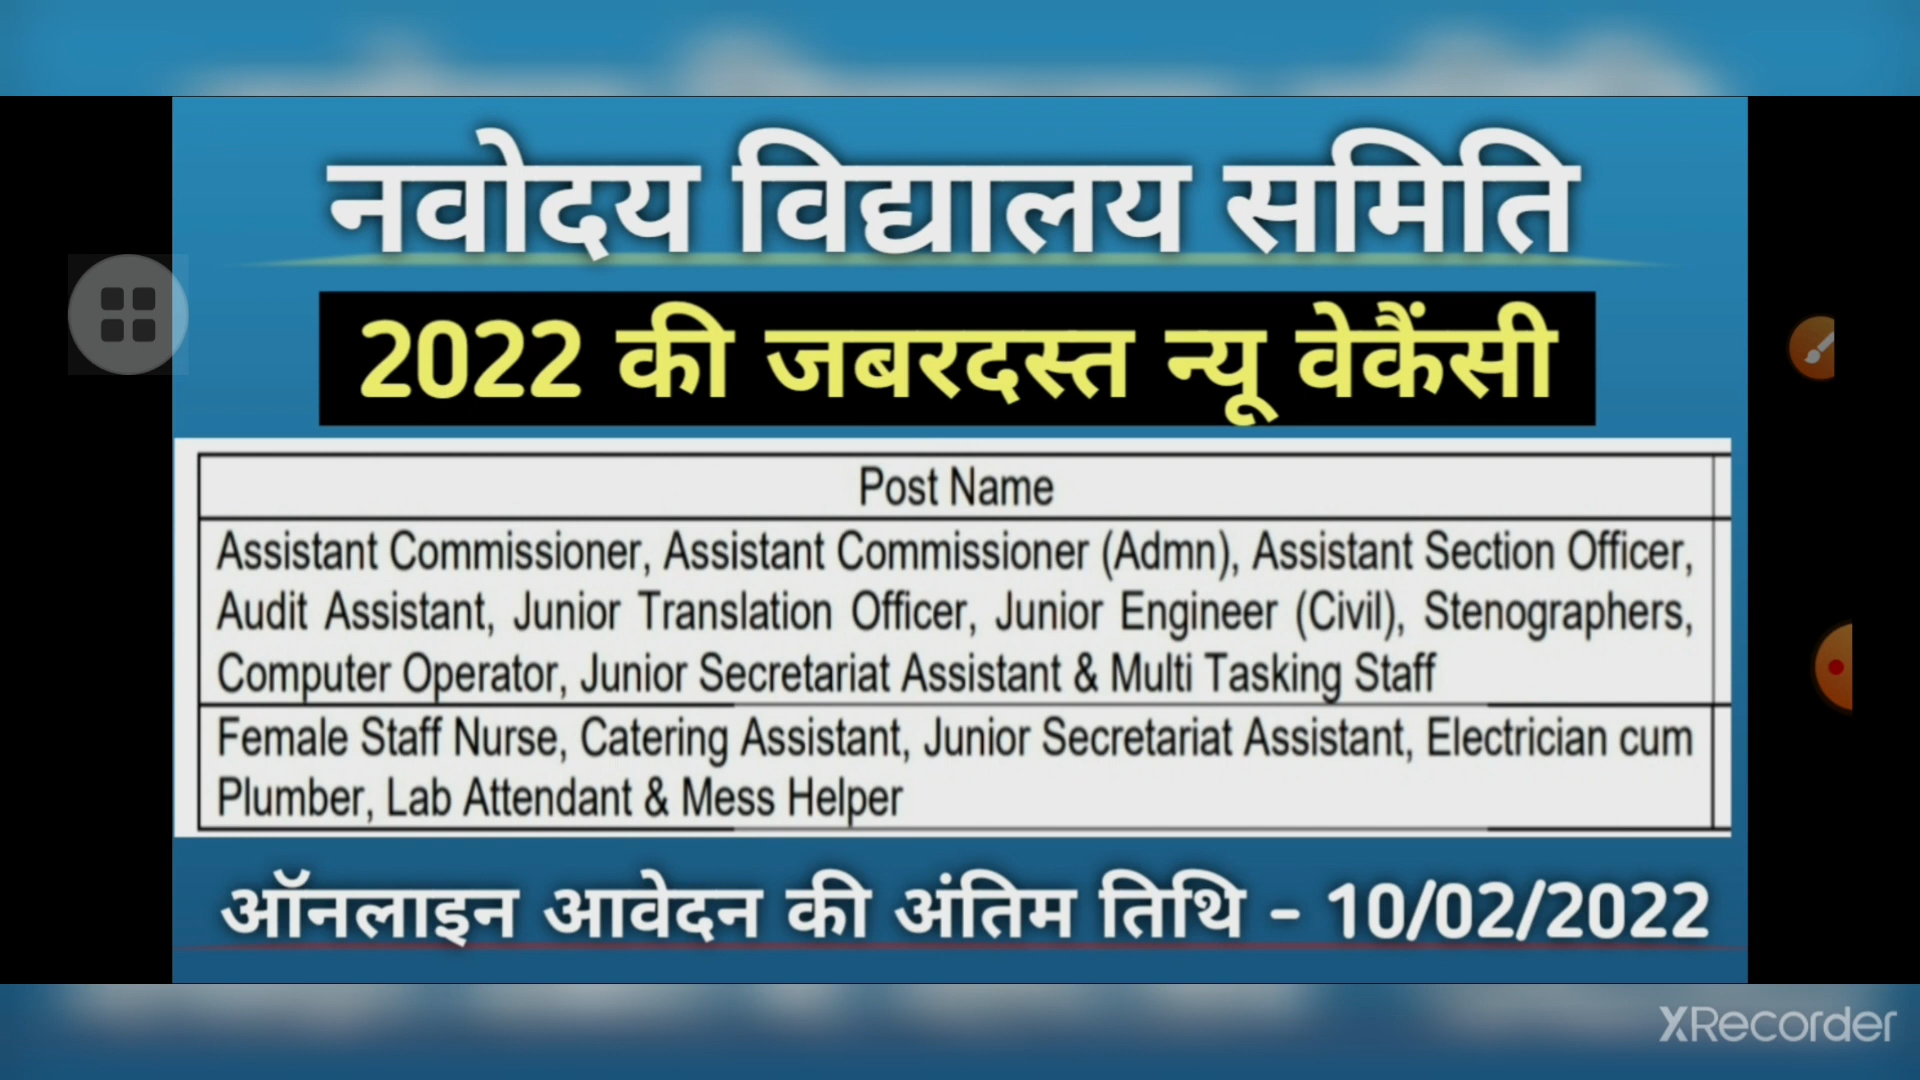 नवोदय विद्यालय समिति
2022 की जबरदस्त न्यू वेकैंसी
Post Name
Assistant Commissioner, Assistant Commissioner (Admn), Assistant Section Officer,
Audit Assistant, Junior Translation Officer, Junior Engineer (Civil), Stenographers,
Computer Operator, Junior Secretariat Assistant & Multi Tasking Staff
Female Staff Nurse, Catering Assistant, Junior Secretariat Assistant, Electrician cum
Plumber, Lab Attendant & Mess Helper
ऑनलाइन आवेदन की अंतिम तिथि - 10/02/2022
XRecorder